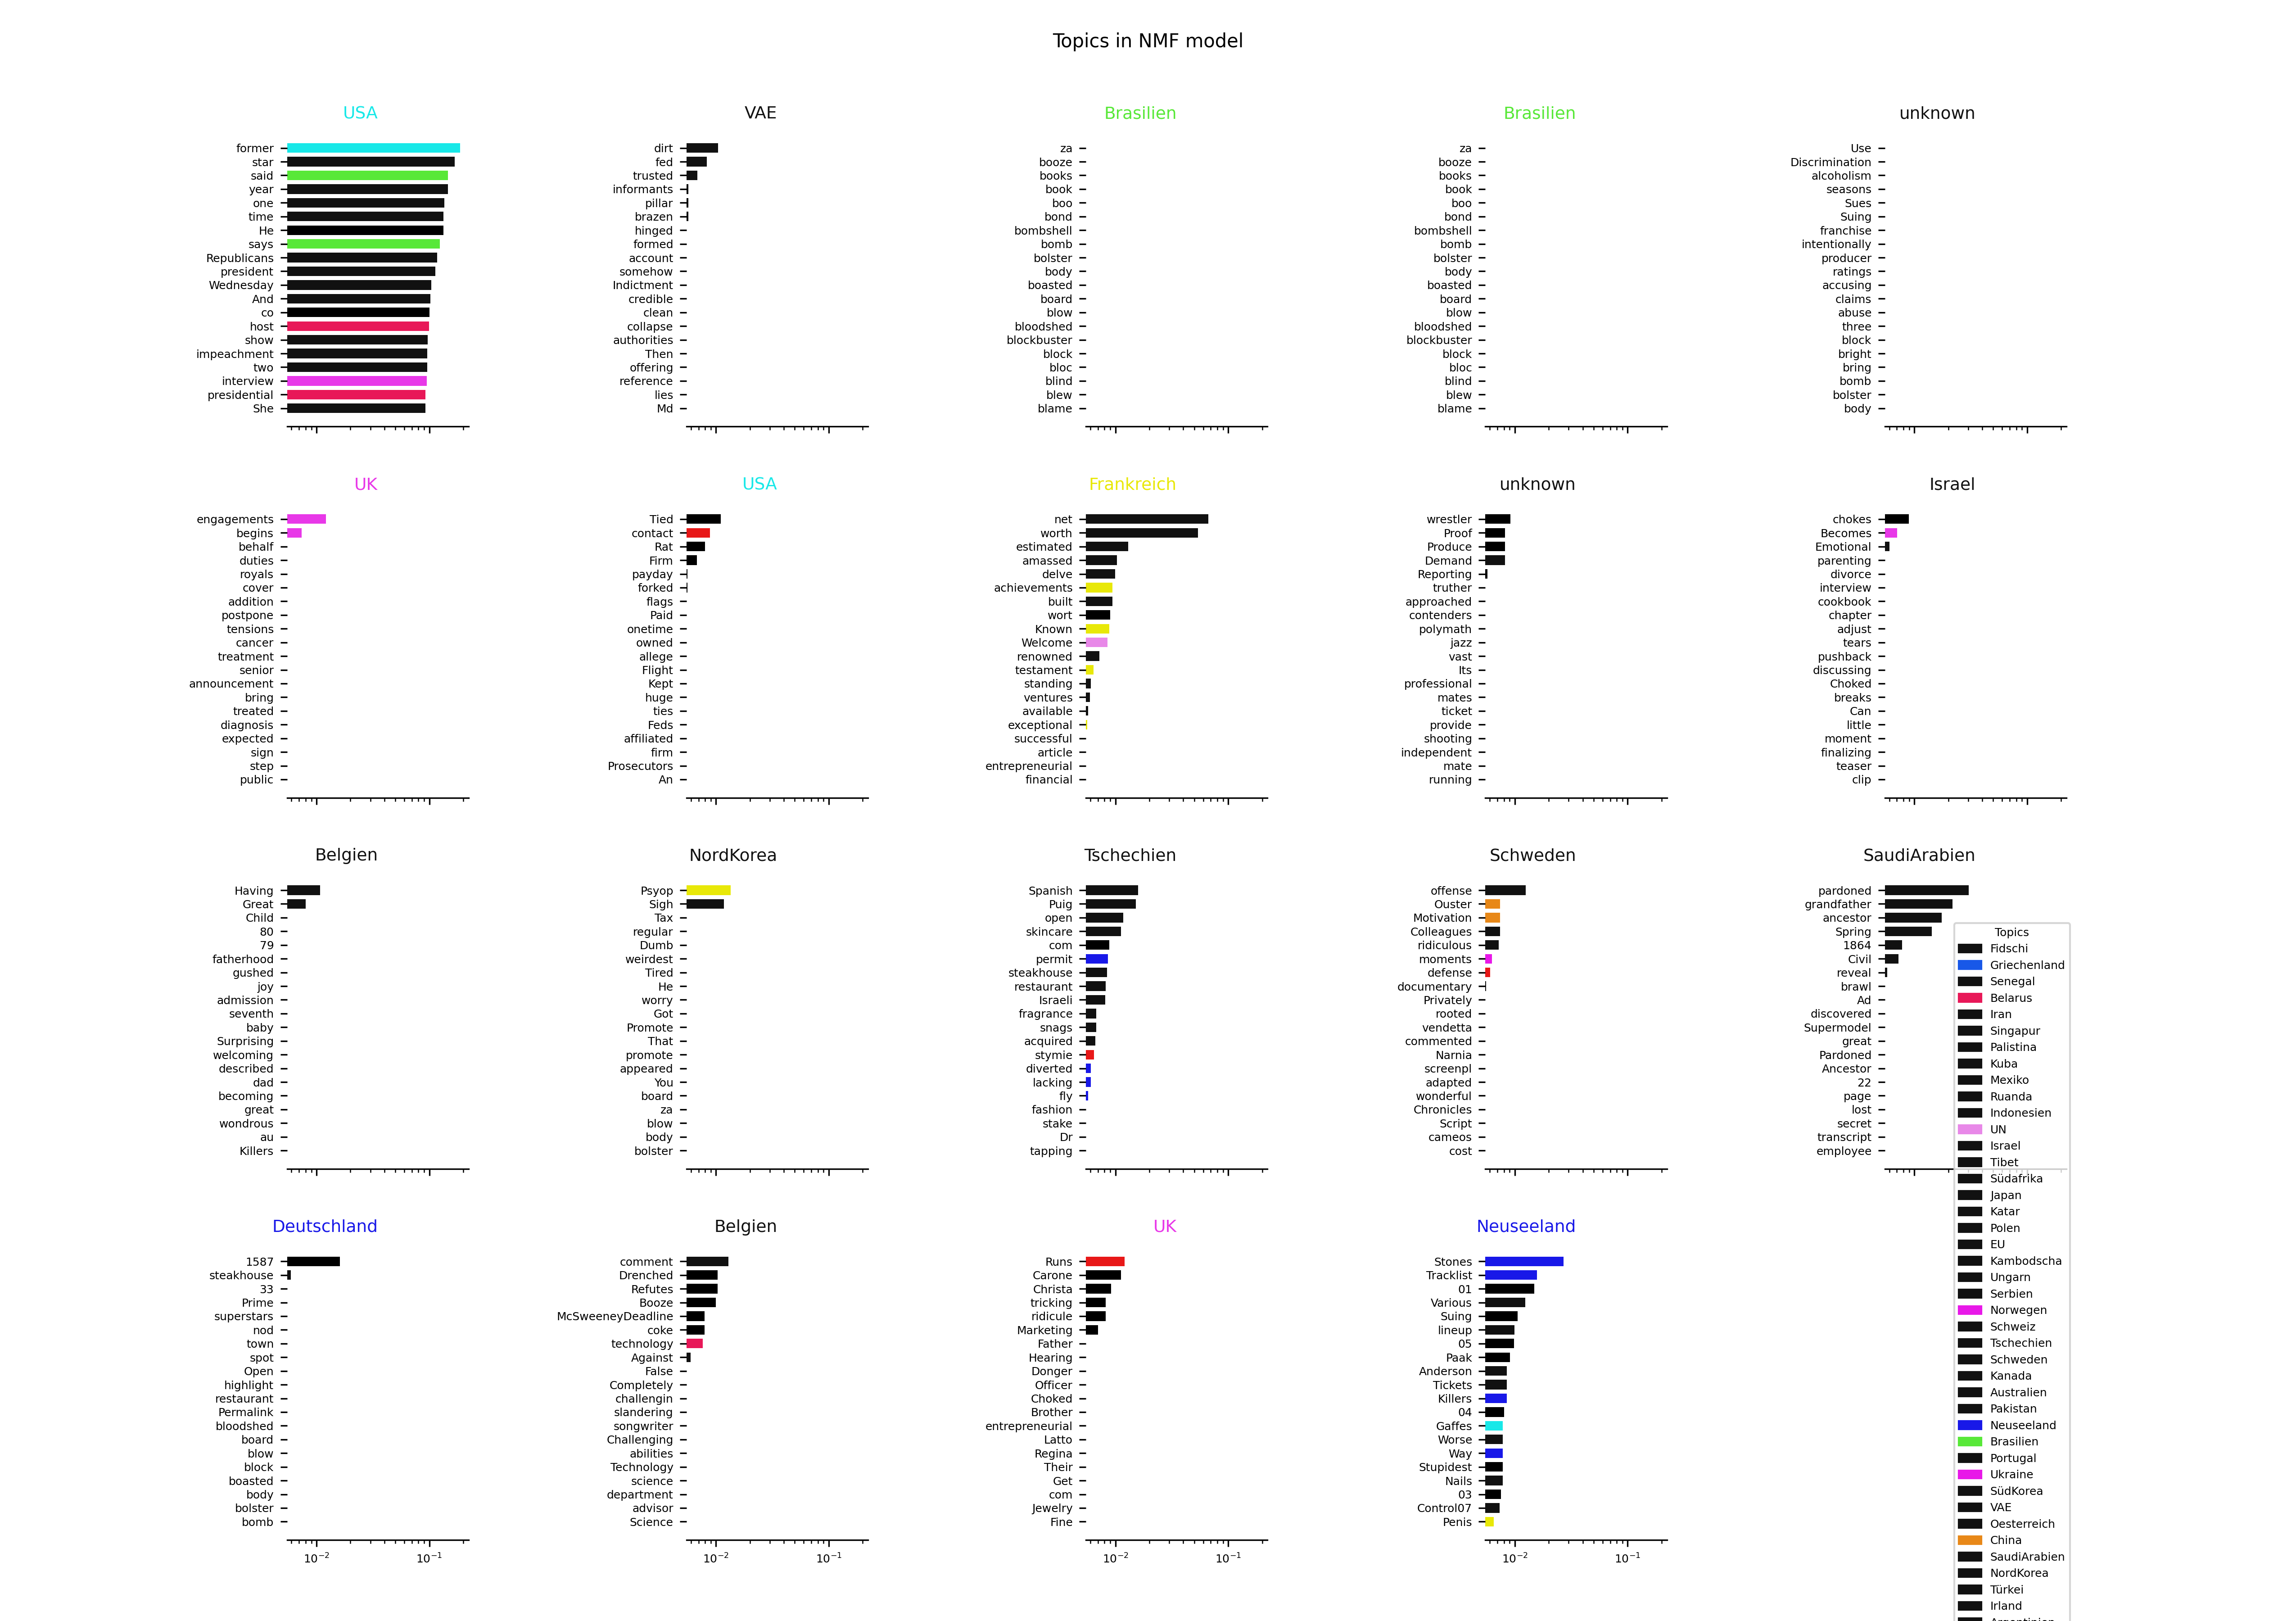 Topics in NMF model
USA
former
star
said
year
one
time
He
says
Republicans
president
Wednesday
And
co
host
show
impeachment
two
interview
presidential
She
VAE
dirt
fed
trusted
informants
pillar
brazen
hinged
formed
account
somehow
Indictment
credible
clean
collapse
authorities
Then
offering
reference
lies
Md
Brasilien
za
booze
books
book
boo
bond
bombshell
bomb
bolster
body
boasted
board
blow
bloodshed
blockbuster
block
bloc
blind
blew
blame
Brasilien
za
booze
books
book
boo
bond
bombshell
bomb
bolster
body
boasted
board
blow
bloodshed
blockbuster
block
bloc
blind
blew
blame
unknown
Use
Discrimination
alcoholism
seasons
Sues
Suing
franchise
intentionally
producer
ratings
accusing
claims
abuse
three
block
bright
bring
bomb
bolster
body
UK
engagements
begins
behalf
duties
royals
cover
addition
postpone
tensions
cancer
treatment
senior
announcement
bring
treated
diagnosis
expected
sign
step
public
USA
Tied
contact
Rat
Firm
payday
forked
flags
Paid
onetime
owned
allege
Flight
Kept
huge
ties
Feds
affiliated
firm
Prosecutors
An
Frankreich
net
worth
estimated
amassed
delve
achievements
built
wort
Known
Welcome
renowned
testament
standing
ventures
available
exceptional
successful
article
entrepreneurial
financial
unknown
wrestler
Proof
Produce
Demand
Reporting
truther
approached
contenders
polymath
jazz
vast
Its
professional
mates
ticket
provide
shooting
independent
mate
running
Israel
chokes
Becomes
Emotional
parenting
divorce
interview
cookbook
chapter
adjust
tears
pushback
discussing
Choked
breaks
Can
little
moment
finalizing
teaser
clip
Belgien
Having
Great
Child
80
79
fatherhood
gushed
joy
admission
seventh
baby
Surprising
welcoming
described
dad
becoming
great
wondrous
au
Killers
NordKorea
Psyop
Sigh
Tax
regular
Dumb
weirdest
Tired
He
worry
Got
Promote
That
promote
appeared
You
board
za
blow
body
bolster
Tschechien
Spanish
Puig
open
skincare
com
permit
steakhouse
restaurant
Israeli
fragrance
snags
acquired
stymie
diverted
lacking
fly
fashion
stake
Dr
tapping
Schweden
offense
Ouster
Motivation
Colleagues
ridiculous
moments
defense
documentary
Privately
rooted
vendetta
commented
Narnia
screenpl
adapted
wonderful
Chronicles
Script
cameos
cost
SaudiArabien
pardoned
grandfather
ancestor
Spring
1864
Civil
reveal
brawl
Ad
discovered
Supermodel
great
Pardoned
Ancestor
22
page
lost
secret
transcript
employee
Deutschland
1587
steakhouse
33
Prime
superstars
nod
town
spot
Open
highlight
restaurant
Permalink
bloodshed
board
blow
block
boasted
body
bolster
bomb
10⁻² 10⁻¹
Belgien
comment
Drenched
Refutes
Booze
McSweeneyDeadline
coke
technology
Against
False
Completely
challengin
slandering
songwriter
Challenging
abilities
Technology
science
department
advisor
Science
10⁻² 10⁻¹
UK
Runs
Carone
Christa
tricking
ridicule
Marketing
Father
Hearing
Donger
Officer
Choked
Brother
entrepreneurial
Latto
Regina
Their
Get
com
Jewelry
Fine
10⁻² 10⁻¹
Neuseeland
Stones
Tracklist
01
Various
Suing
lineup
05
Paak
Anderson
Tickets
Killers
04
Gaffes
Worse
Way
Stupidest
Nails
03
Control07
Penis
10⁻² 10⁻¹
Topics
Fidschi
Griechenland
Senegal
Belarus
Iran
Singapur
Palistina
Kuba
Mexiko
Ruanda
Indonesien
UN
Israel
Tibet
Südafrika
Japan
Katar
Polen
EU
Kambodscha
Ungarn
Serbien
Norwegen
Schweiz
Tschechien
Schweden
Kanada
Australien
Pakistan
Neuseeland
Brasilien
Portugal
Ukraine
SüdKorea
VAE
Oesterreich
China
SaudiArabien
NordKorea
Türkei
Irland